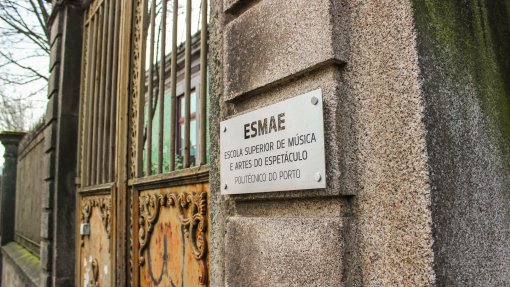 ESMAE
ESCOLA SUPERIOR DE MÚSICA
E ARTES DO ESPETÁCULO
POLITÉCNICO DO PORTO